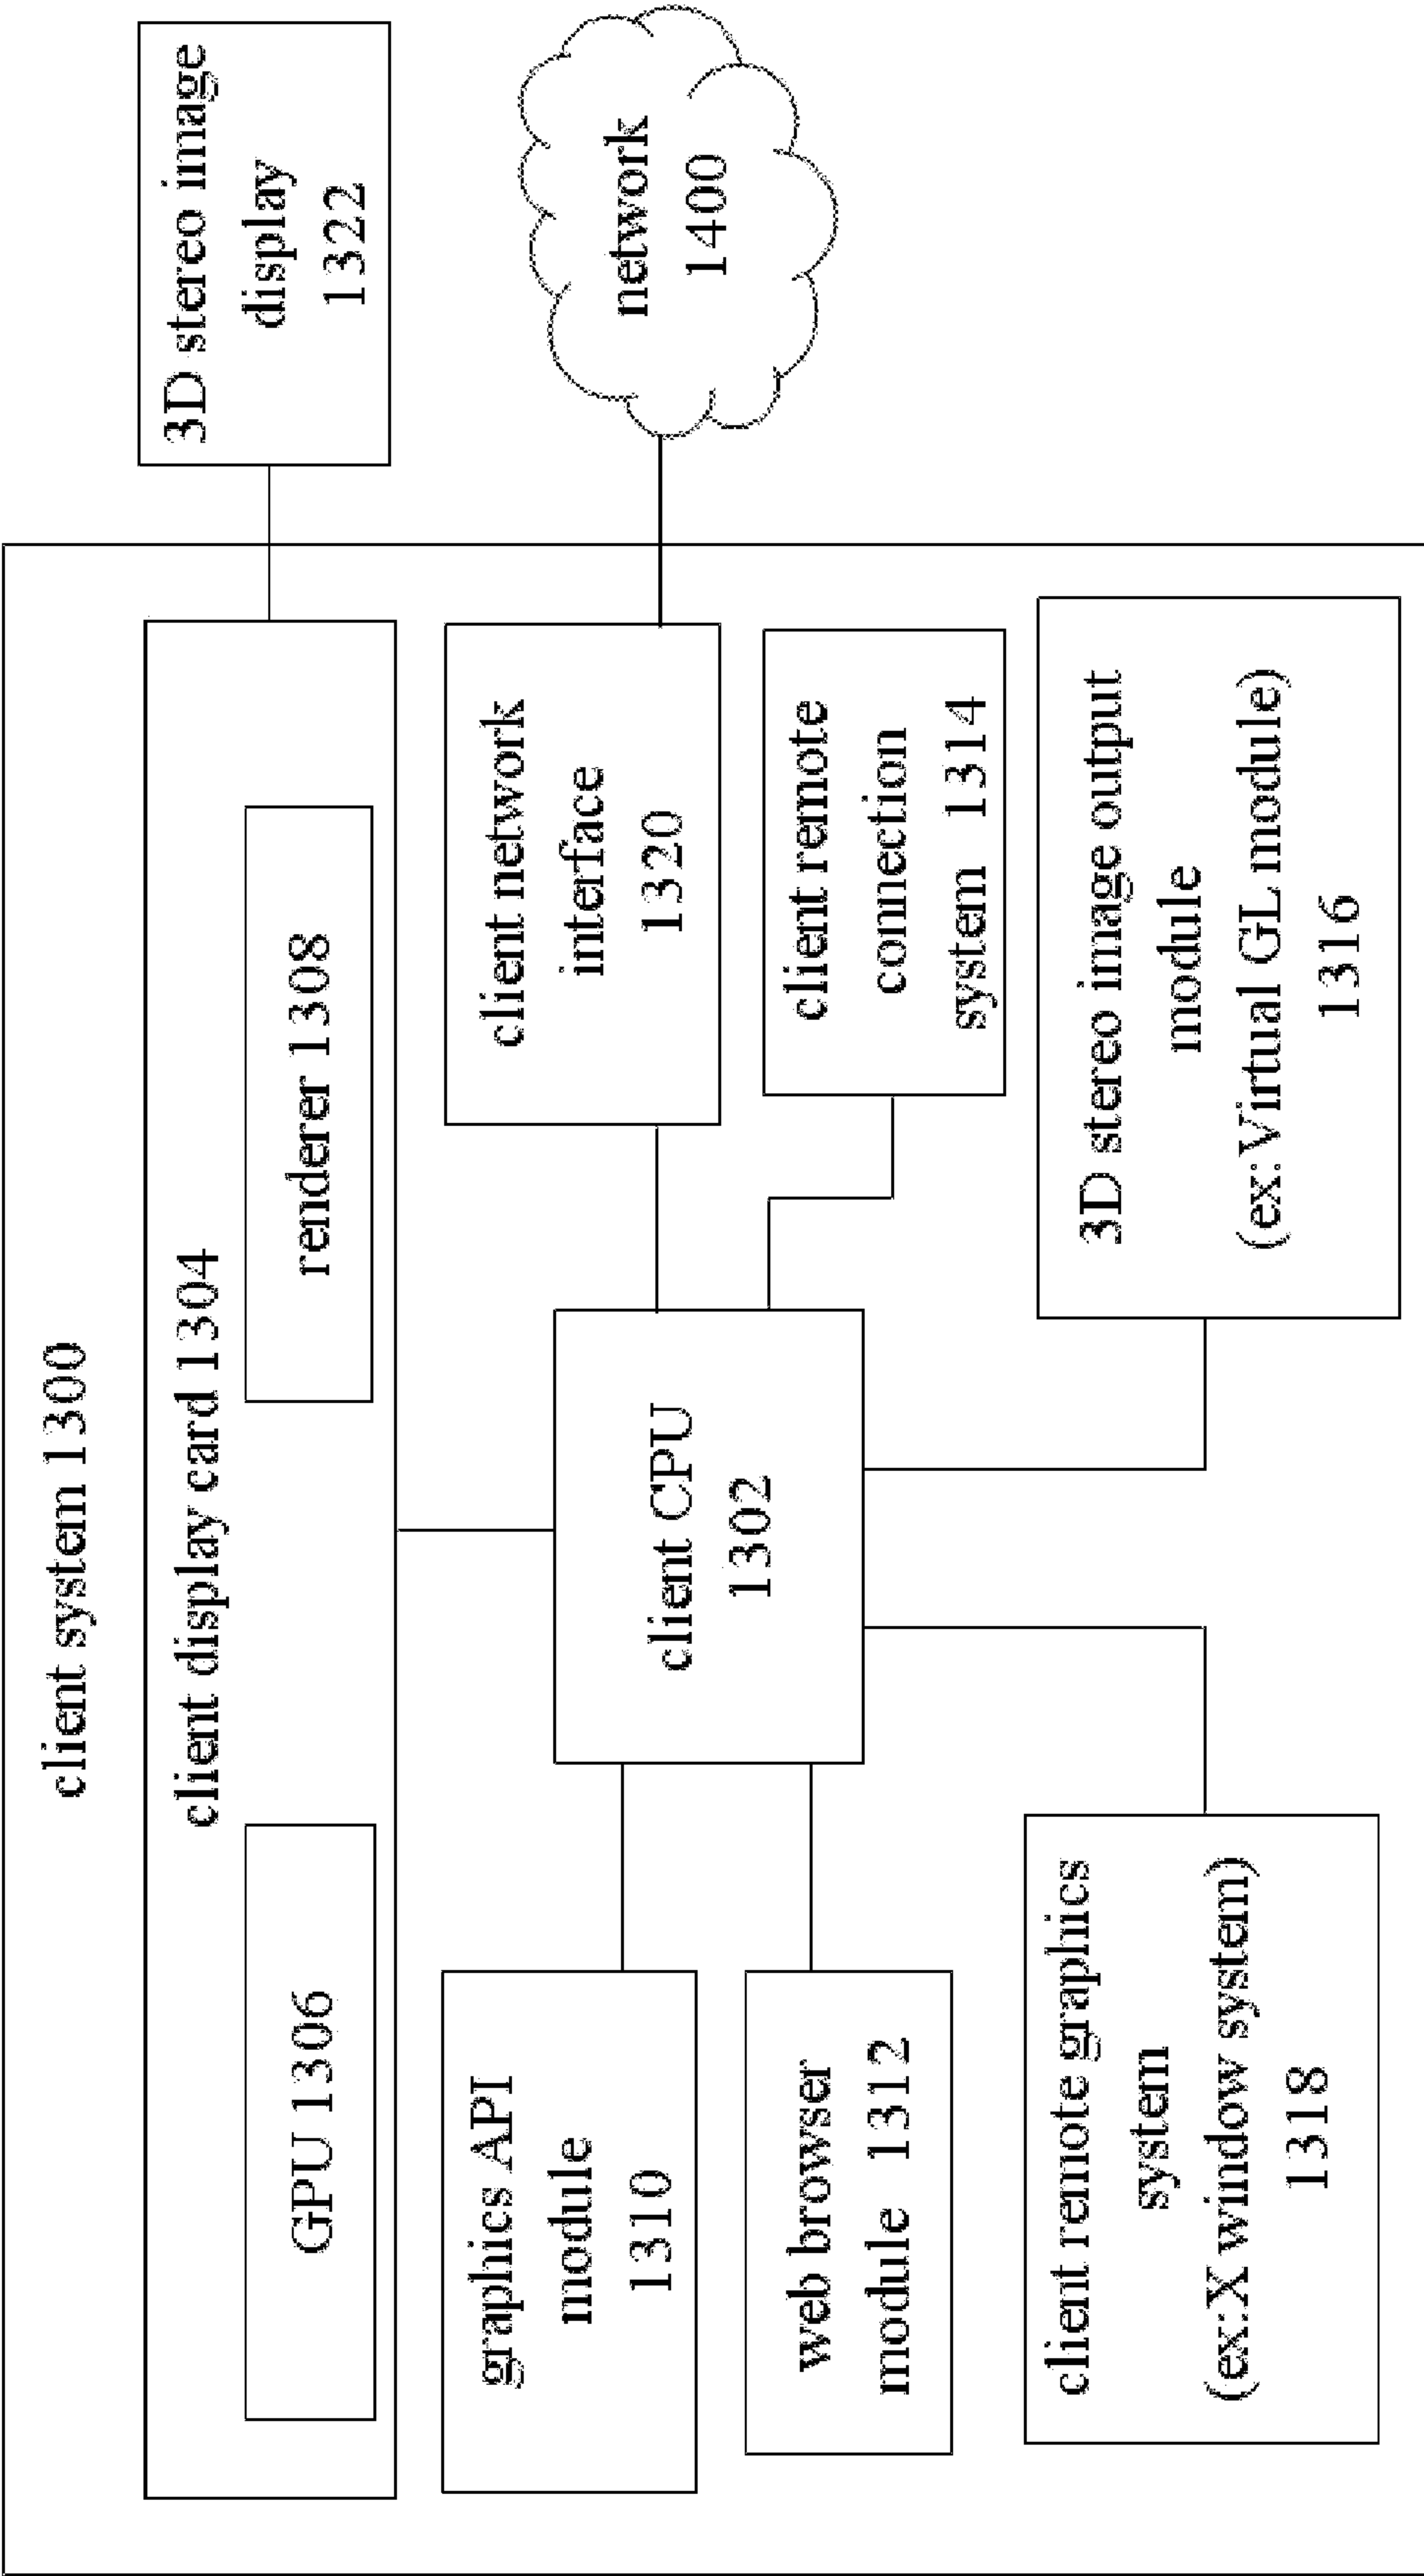 client system 1300
client display card 1304
GPU 1306
renderer 1308
3D stereo image
display
1322
graphics API
module
1310
client network
interface
1320
network
1400
client CPU
1302
web browser
module 1312
client remote
connection
system 1314
client remote graphics
system
(ex:X window system)
1318
3D stereo image output
module
(ex:Virtual GL module)
1316